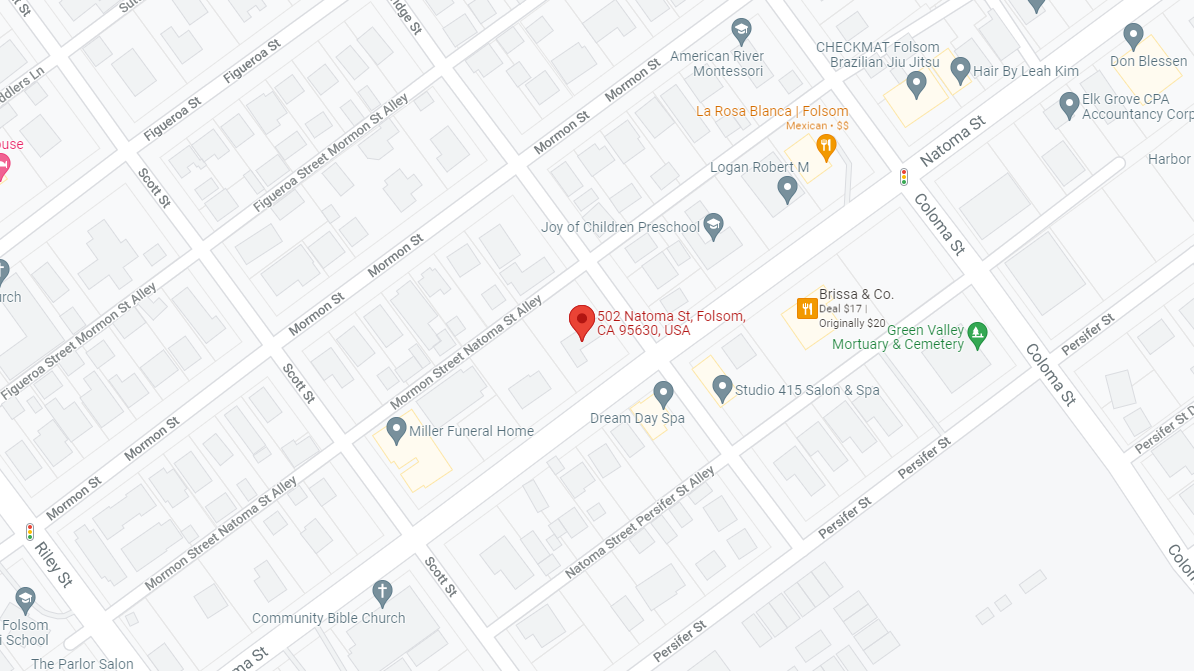 St
Sut
idge St
Figueroa St
ddlers Ln
American River
Montessori
CHECKMAT Folsom
Brazilian Jiu Jitsu
Hair By Leah Kim
Don Blessen
Mormon St
Figueroa St
Figueroa Street Mormon St Alley
Mormon St
La Rosa Blanca | Folsom
Mexican • $$
Elk Grove CPA
Accountancy Corp
Natoma St
ouse
Logan Robert M
Harbor
Scott St
Joy of Children Preschool
Coloma St
Mormon St
urch
Mormon St
Figueroa Street Mormon St Alley
Mormon Street Natoma St Alley
502 Natoma St, Folsom,
CA 95630, USA
Brissa & Co.
Deal $17 |
Originally $20
Green Valley
Mortuary & Cemetery
Persifer St
Scott St
Coloma St
Studio 415 Salon & Spa
Dream Day Spa
Miller Funeral Home
Mormon St
Persifer St D
Persifer St
Mormon St
Mormon Street Natoma St Alley
Natoma Street Persifer St Alley
Persifer St
Riley St
Scott St
Coloma
Community Bible Church
Folsom
i School
Persifer St
The Parlor Salon
oma St